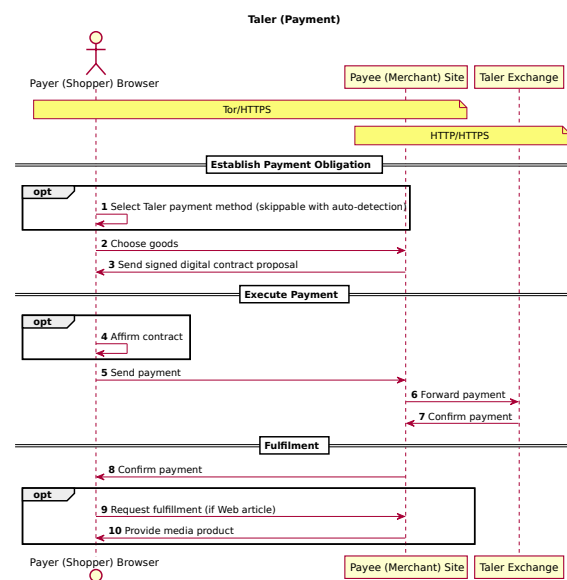 Taler (Payment)
Payer (Shopper) Browser
Payee (Merchant) Site
Taler Exchange
Tor/HTTPS
HTTP/HTTPS
Establish Payment Obligation
opt
1 Select Taler payment method (skippable with auto-detection)
2 Choose goods
3 Send signed digital contract proposal
Execute Payment
opt
4 Affirm contract
5 Send payment
6 Forward payment
7 Confirm payment
Fulfilment
8 Confirm payment
opt
9 Request fulfillment (if Web article)
10 Provide media product
Payer (Shopper) Browser
Payee (Merchant) Site
Taler Exchange